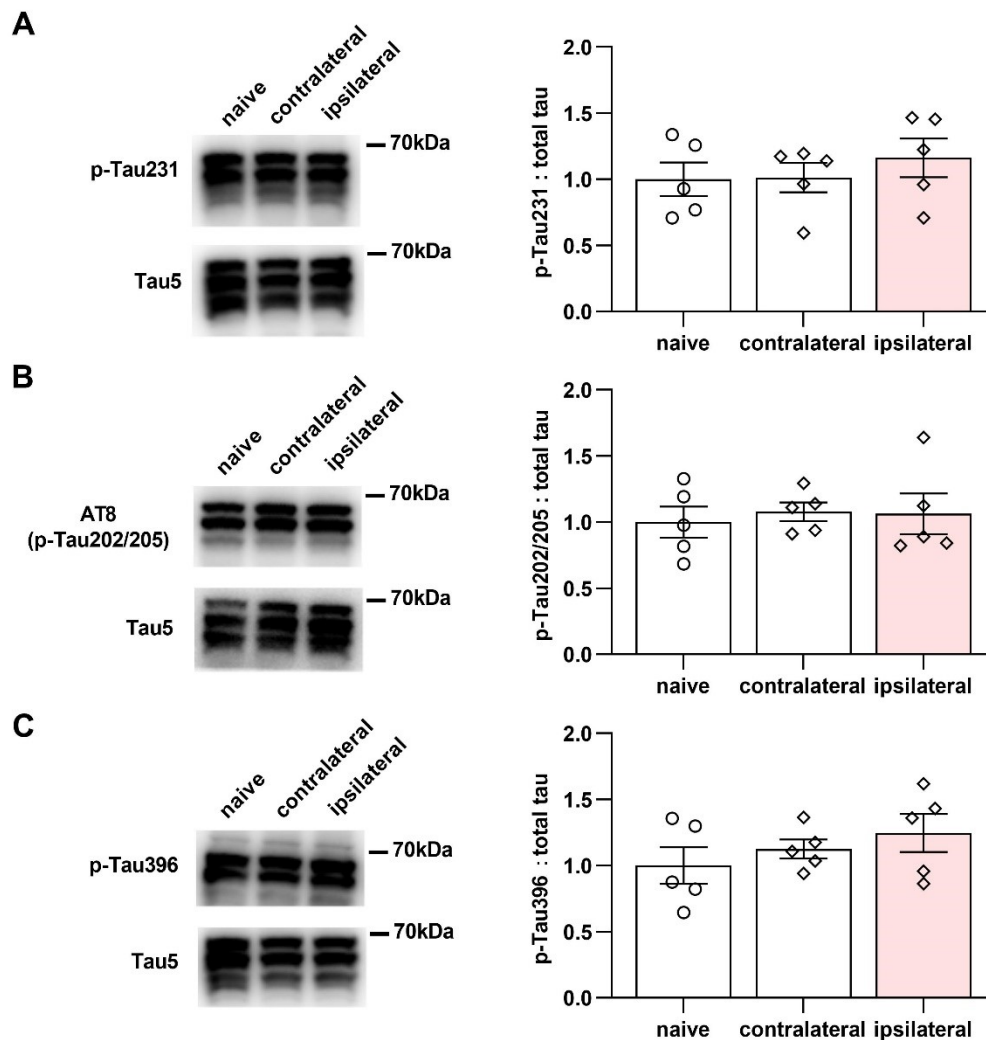 A
naive
contralateral
ipsilateral
70kDa
p-Tau231
70kDa
Tau5
p-Tau231 : total tau
2.0
1.5
1.0
0.5
0.0
naive
contralateral
ipsilateral
B
naive
contralateral
ipsilateral
70kDa
AT8
(p-Tau202/205)
70kDa
Tau5
p-Tau202/205 : total tau
2.0
1.5
1.0
0.5
0.0
naive
contralateral
ipsilateral
C
naive
contralateral
ipsilateral
70kDa
p-Tau396
70kDa
Tau5
p-Tau396 : total tau
2.0
1.5
1.0
0.5
0.0
naive
contralateral
ipsilateral